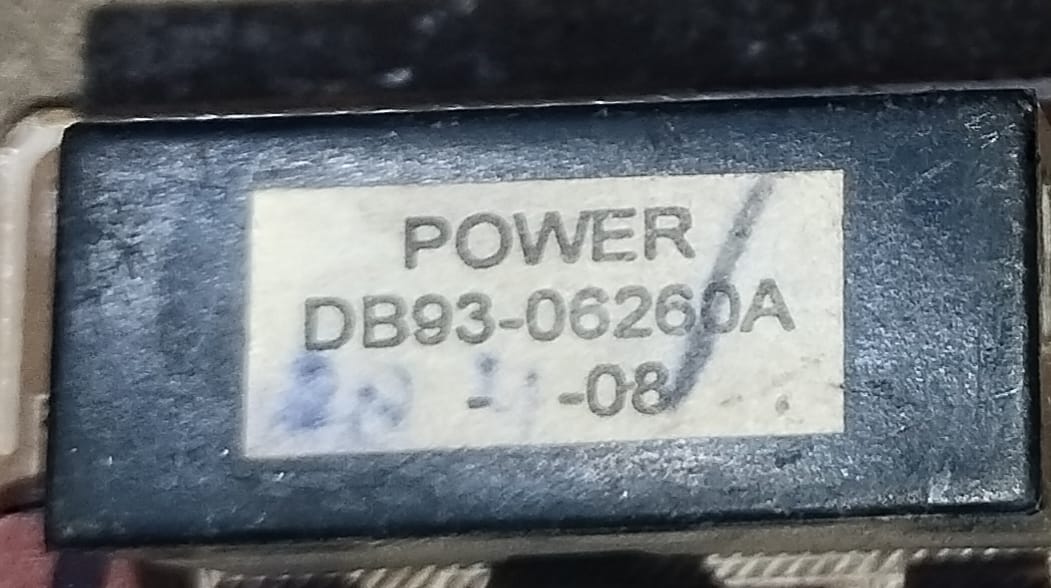 POWER
DB93-06260A
- -08